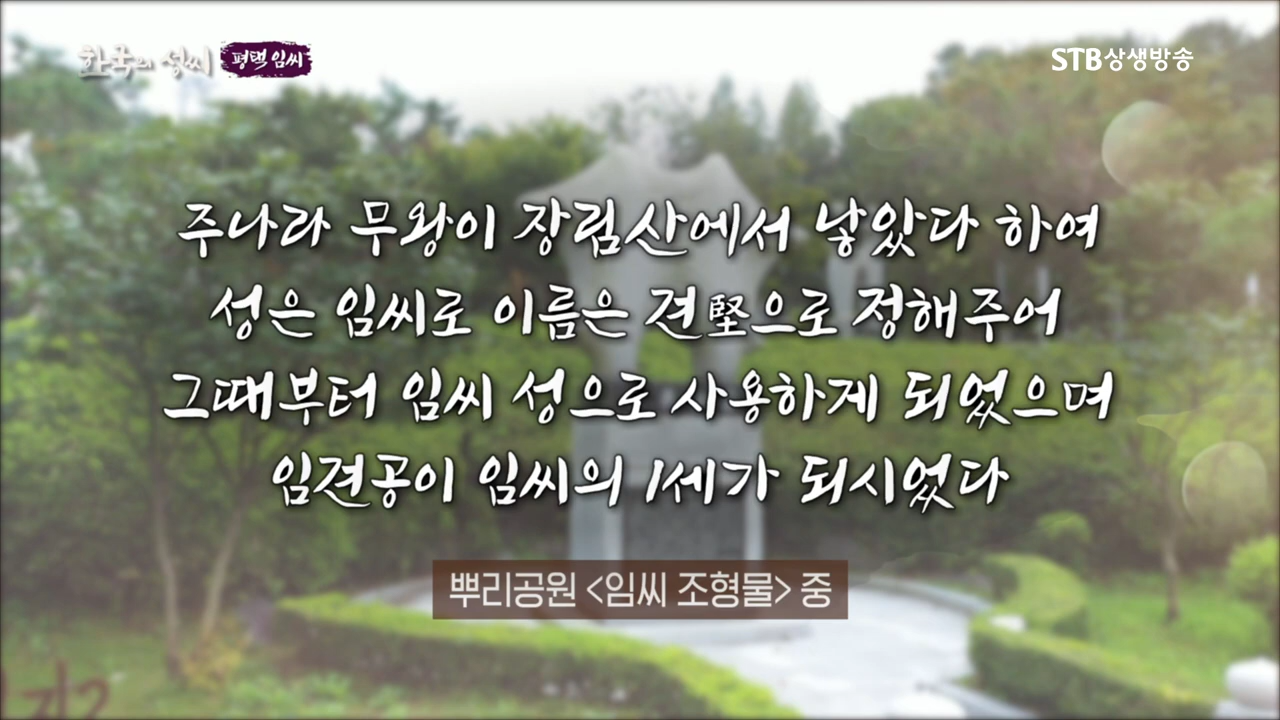 한국의 성씨 평택 임씨
STB상생방송
주나라 무왕이 장림산에서 낳았다 하여
성은 임씨로 이름은 견堅으로 정해주어
그때부터 임씨 성으로 사용하게 되었으며
임견공이 임씨의 1세가 되시었다
뿌리공원 <임씨 조형물> 중